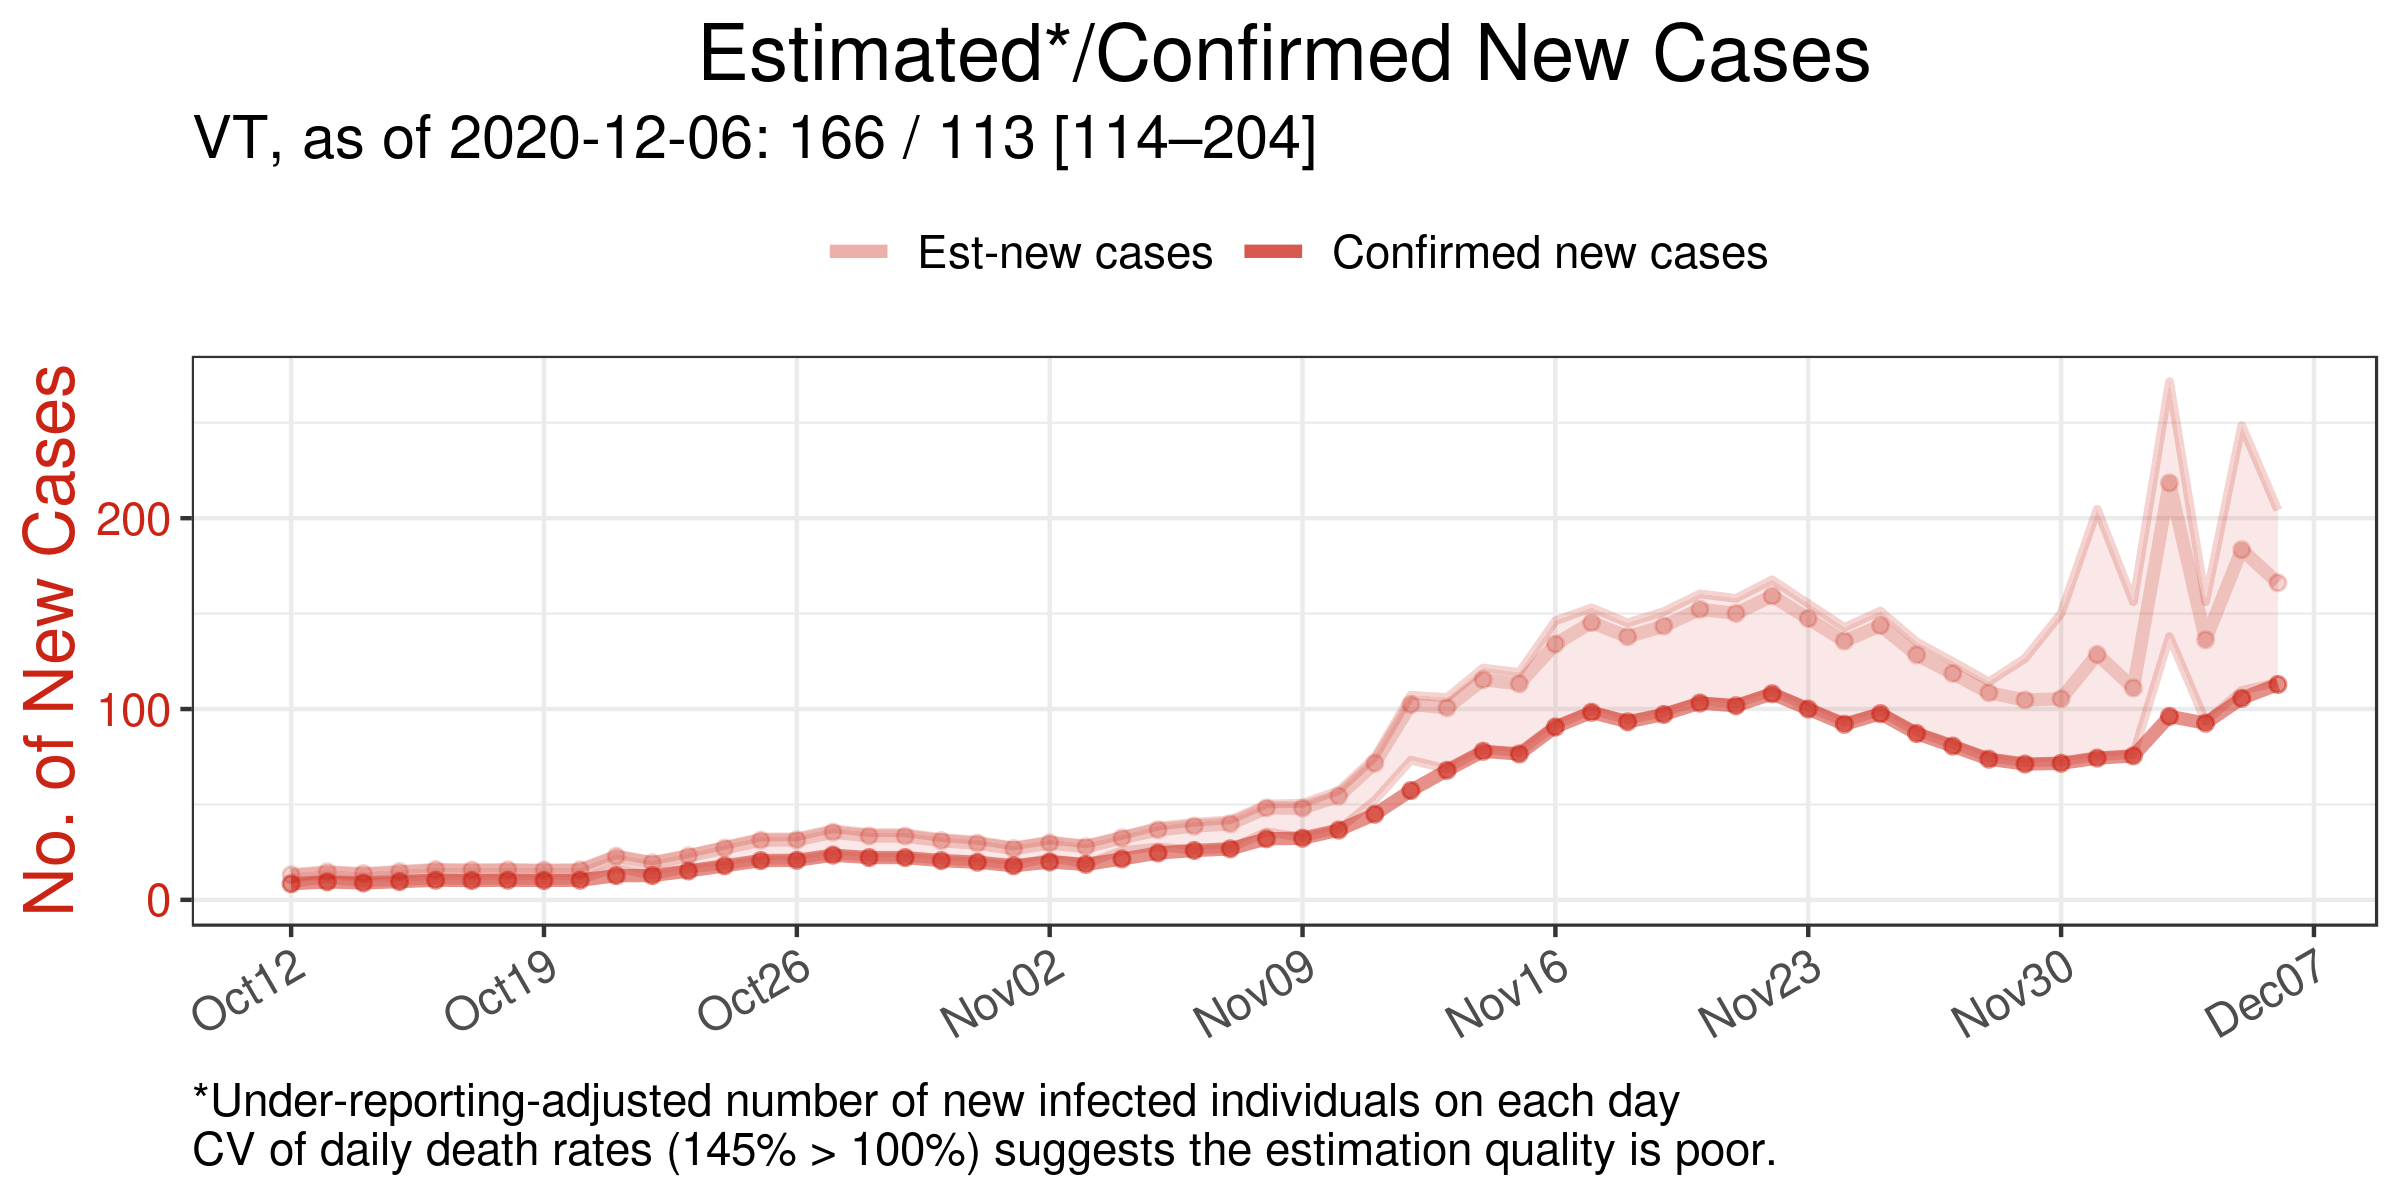 Estimated*/Confirmed New Cases
VT, as of 2020-12-06: 166 / 113 [114–204]
Est-new cases
Confirmed new cases
No. of New Cases
200
100
0
Oct12
Oct19
Oct26
Nov02
Nov09
Nov16
Nov23
Nov30
Dec07
*Under-reporting-adjusted number of new infected individuals on each day
CV of daily death rates (145% > 100%) suggests the estimation quality is poor.